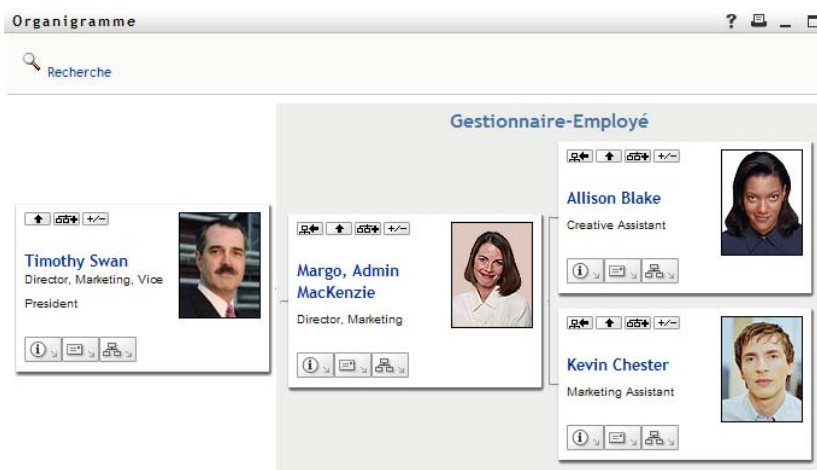 Organigramme
Recherche
Gestionnaire-Employé
Timothy Swan
Director, Marketing, Vice
President
Margo, Admin
MacKenzie
Director, Marketing
Allison Blake
Creative Assistant
Kevin Chester
Marketing Assistant